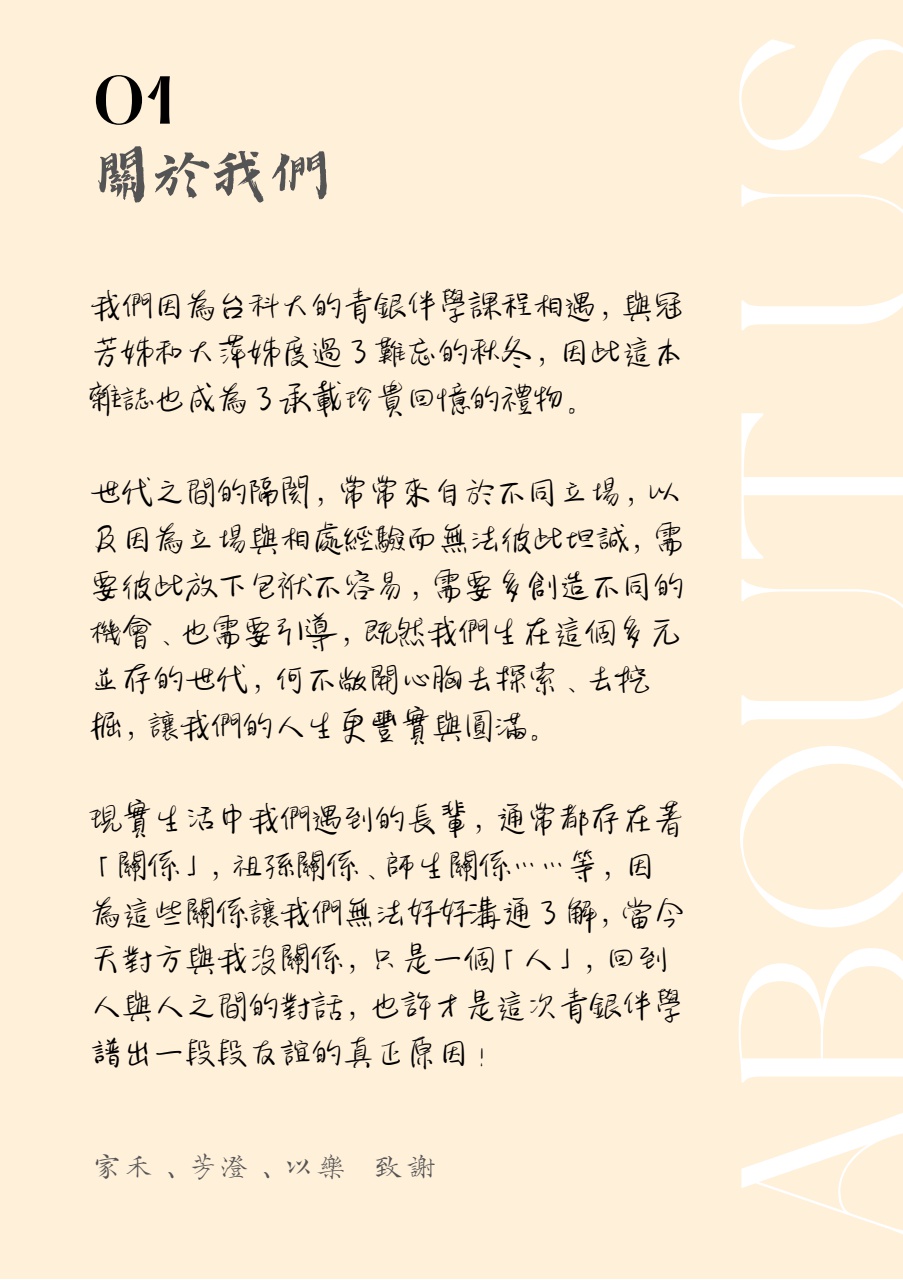 01
關於我們
我們因為台科大的青銀伴學課程相遇，與冠
芳姊和大萍姊度過了難忘的秋冬，因此這本
雜誌也成為了承載珍貴回憶的禮物。
世代之間的隔閡，常常來自於不同立場，以
及因為立場與相處經驗而無法彼此坦誠，需
要彼此放下包袱不容易，需要多創造不同的
機會、也需要引導，既然我們生在這個多元
並存的世代，何不敞開心胸去探索、去挖
掘，讓我們的人生更豐實與圓滿。
現實生活中我們遇到的長輩，通常都存在著
「關係」，祖孫關係、師生關係⋯⋯等，因
為這些關係讓我們無法好好溝通了解，當今
天對方與我沒關係，只是一個「人」，回到
人與人之間的對話，也許才是這次青銀伴學
譜出一段段友誼的真正原因！
家禾、芳澄、以樂 致謝
ABOUT US